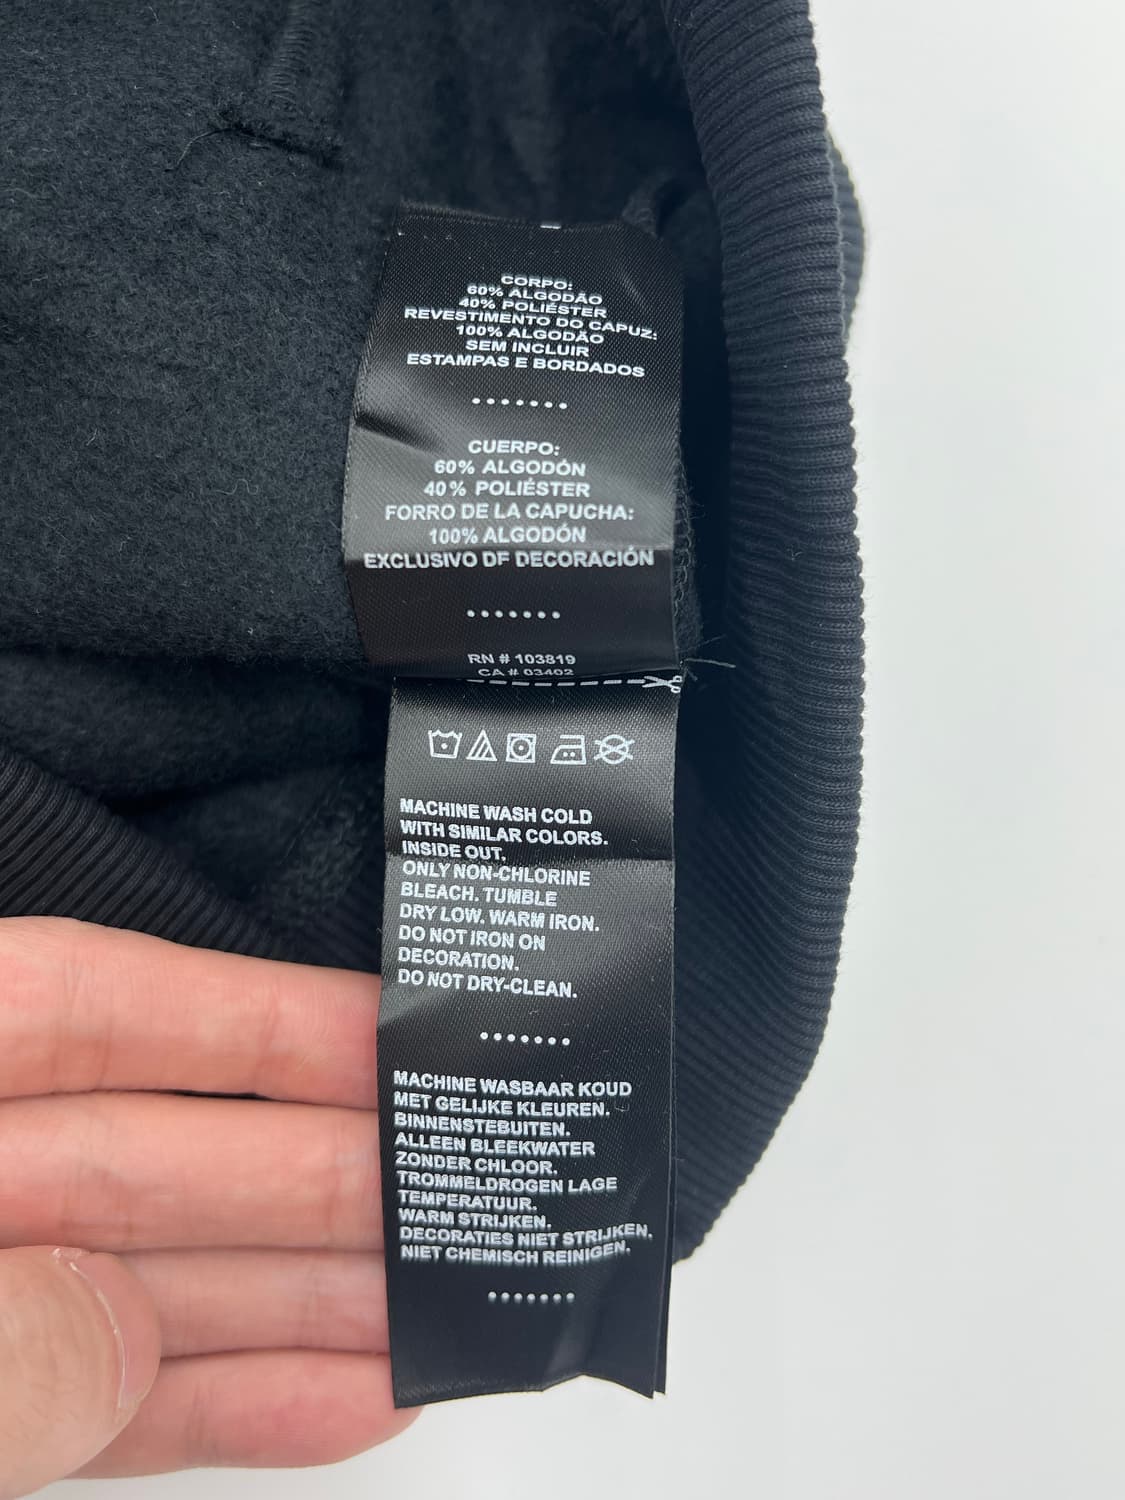 CORPO:
60% ALGODÃO
40% POLIÉSTER
REVESTIMENTO DO CAPUZ:
100% ALGODÃO
SEM INCLUIR
ESTAMPAS E BORDADOS
•••••••
CUERPO:
60% ALGODÓN
40% POLIÉSTER
FORRO DE LA CAPUCHA:
100% ALGODÓN
EXCLUSIVO DE DECORACIÓN
•••••••
RN # 103819
CA # 03402
MACHINE WASH COLD
WITH SIMILAR COLORS.
INSIDE OUT.
ONLY NON-CHLORINE
BLEACH. TUMBLE
DRY LOW. WARM IRON.
DO NOT IRON ON
DECORATION.
DO NOT DRY-CLEAN.
•••••••
MACHINE WASBAAR KOUD
MET GELIJKE KLEUREN.
BINNENSTEBUITEN.
ALLEEN BLEEKWATER
ZONDER CHLOOR.
TROMMELDROGEN LAGE
TEMPERATUUR.
WARM STRIJKEN.
DECORATIES NIET STRIJKEN.
NIET CHEMISCH REINIGEN.
•••••••